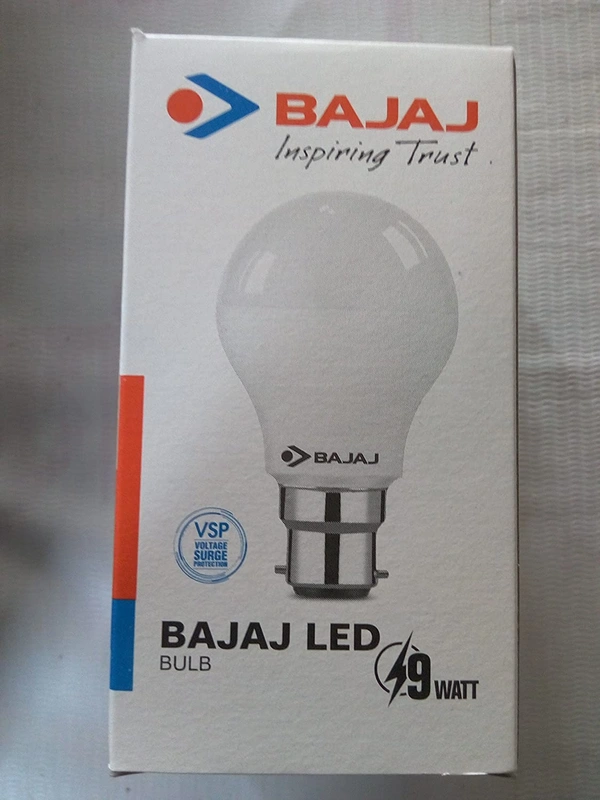 BAJAJ
Inspiring Trust
BAJAJ
VSP
VOLTAGE
SURGE
PROTECTION
BAJAJ LED
BULB
9 WATT